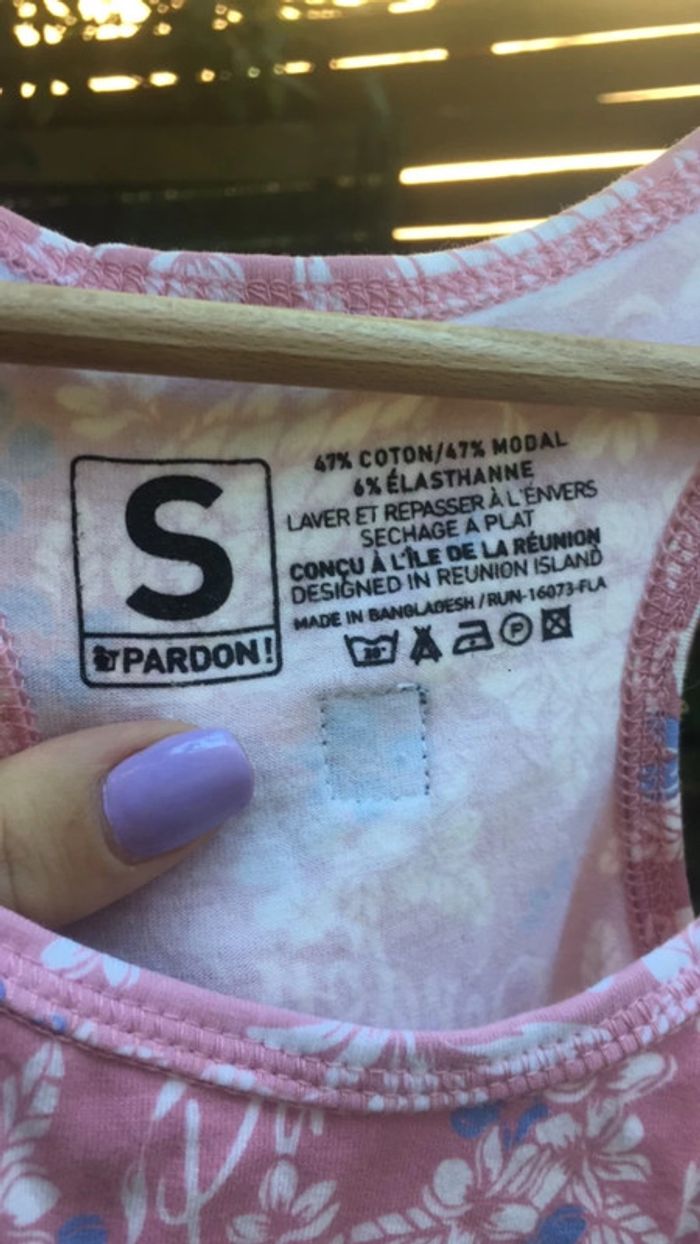 S
PARDON!
47% COTON/47% MODAL
6% ÉLASTHANNE
LAVER ET REPASSER À L'ÉNVERS
SECHAGE A PLAT
CONÇU À L'ÎLE DE LA RÉUNION
DESIGNED IN REUNION ISLAND
MADE IN BANGLADESH / RUN-16073-FLA
30° P